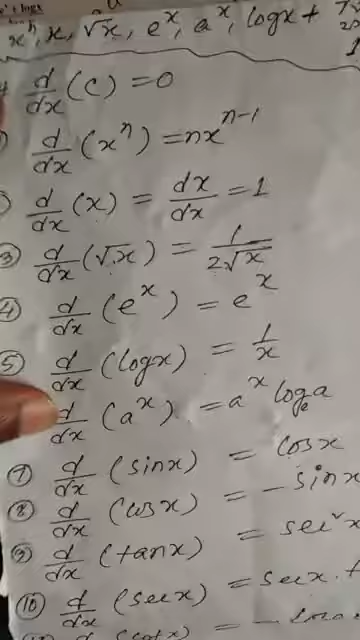 xⁿ, x, √x, eˣ, aˣ, logx +
1
d/dx (c) = 0
d/dx (xⁿ) = nxⁿ⁻¹
d/dx (x) = dx/dx = 1
③ d/dx (√x) = 1/2√x
④ d/dx (eˣ) = eˣ
⑤ d/dx (logx) = 1/x
d/dx (aˣ) = aˣ logₑa
⑦ d/dx (sinx) = cosx
⑧ d/dx (cosx) = - sinx
⑨ d/dx (tanx) = sec²x
⑩ d/dx (secx) = secx.